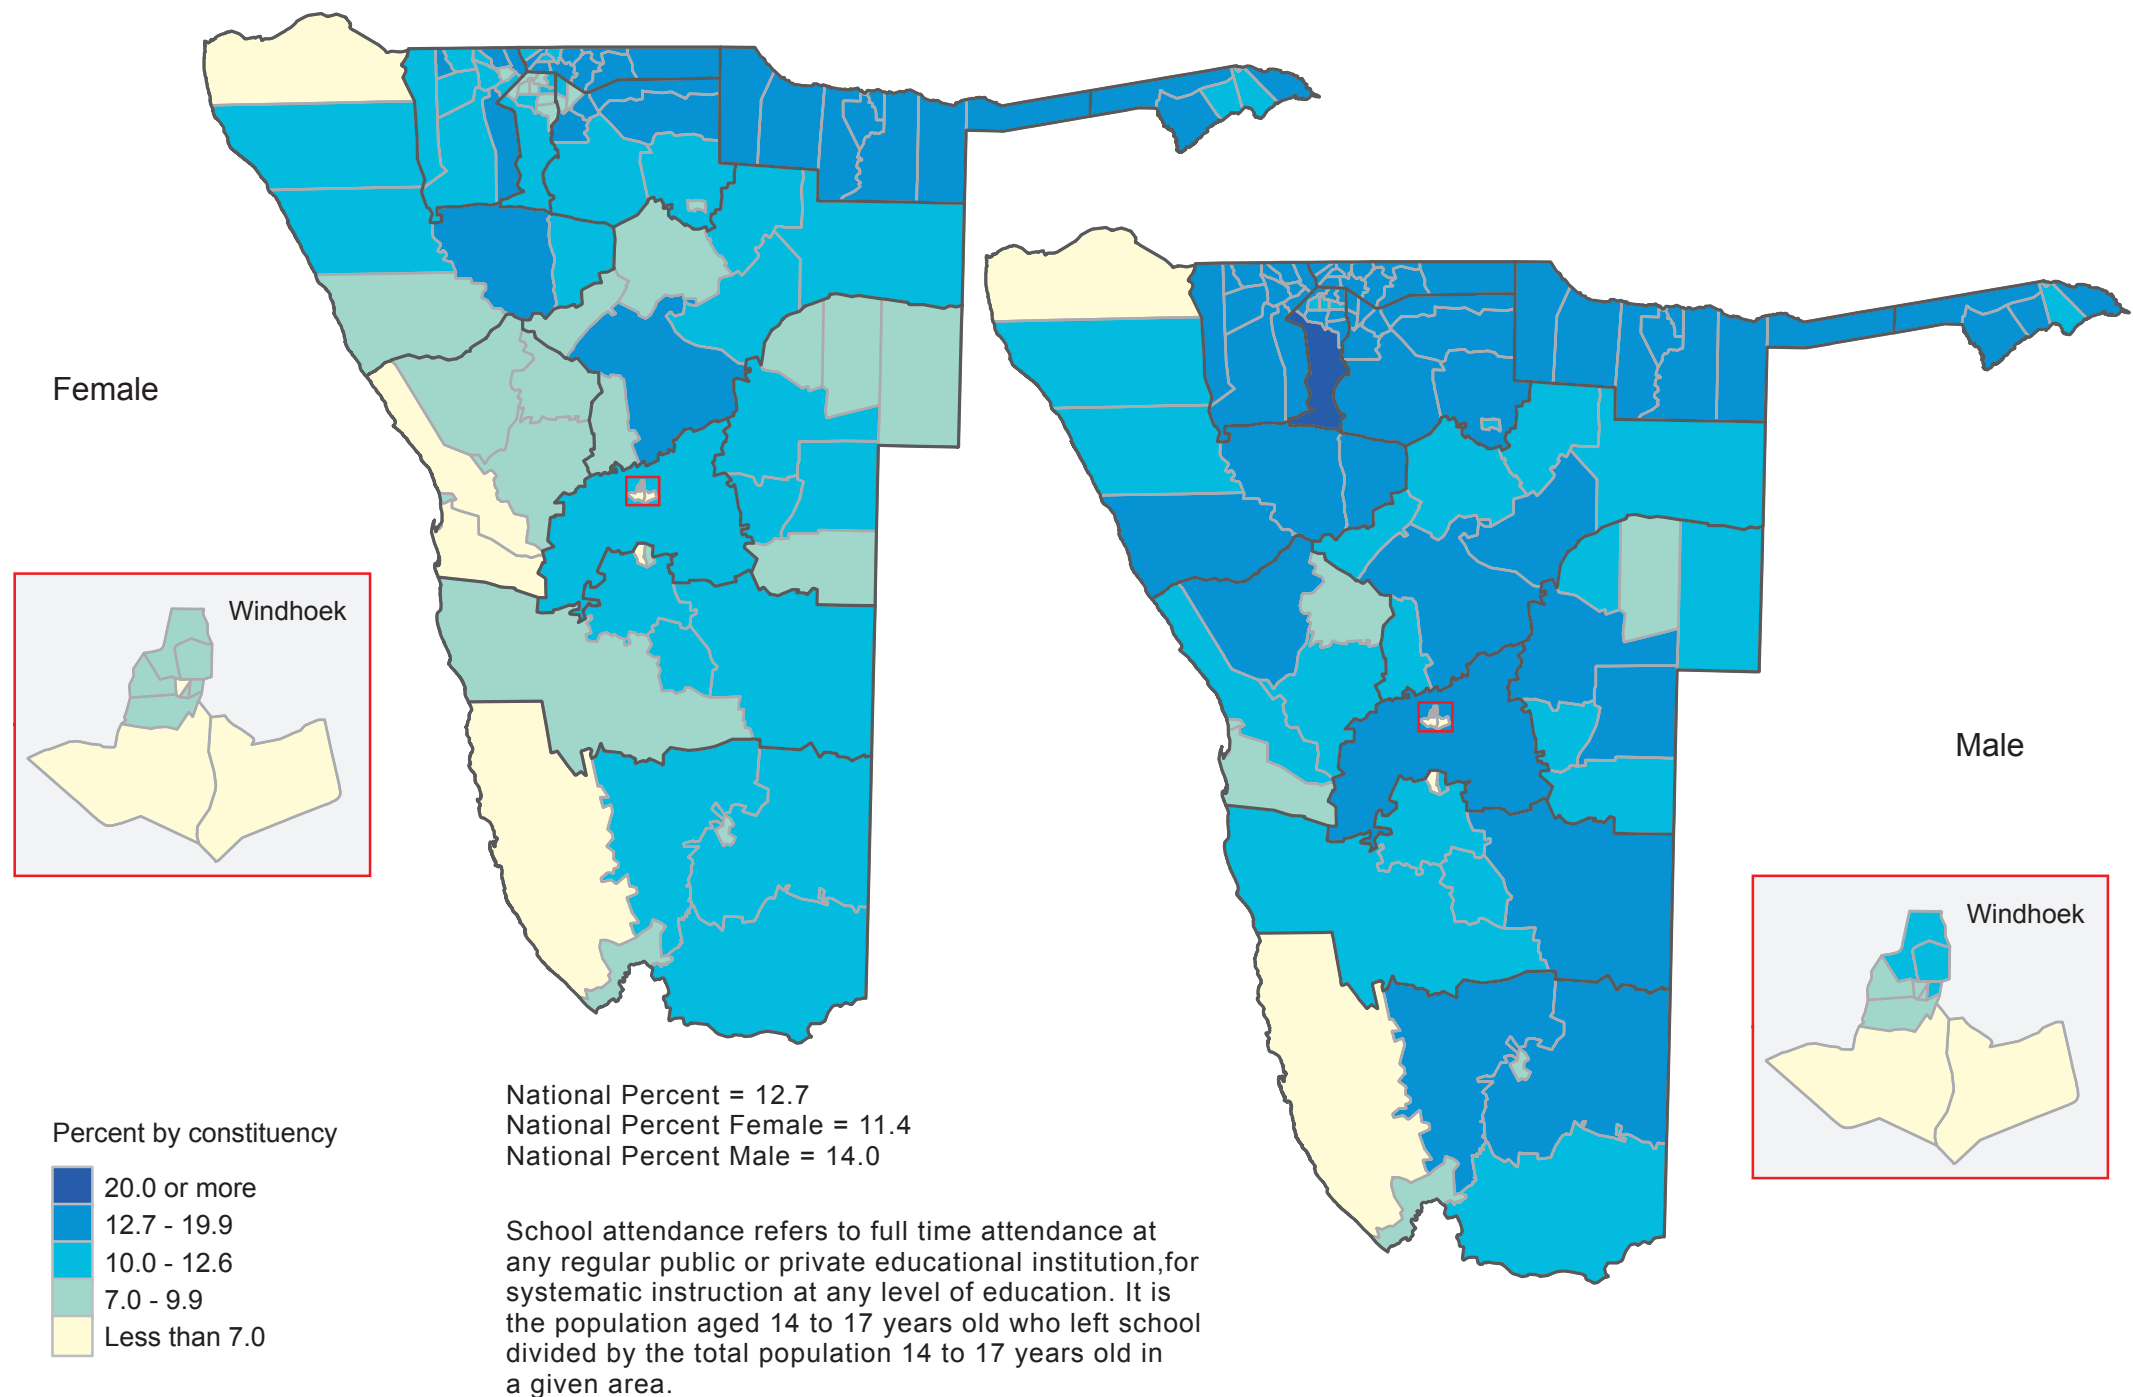 Female
Windhoek
Male
Windhoek
National Percent = 12.7
National Percent Female = 11.4
National Percent Male = 14.0
Percent by constituency
20.0 or more
12.7 - 19.9
10.0 - 12.6
7.0 - 9.9
Less than 7.0
School attendance refers to full time attendance at
any regular public or private educational institution,for
systematic instruction at any level of education. It is
the population aged 14 to 17 years old who left school
divided by the total population 14 to 17 years old in
a given area.